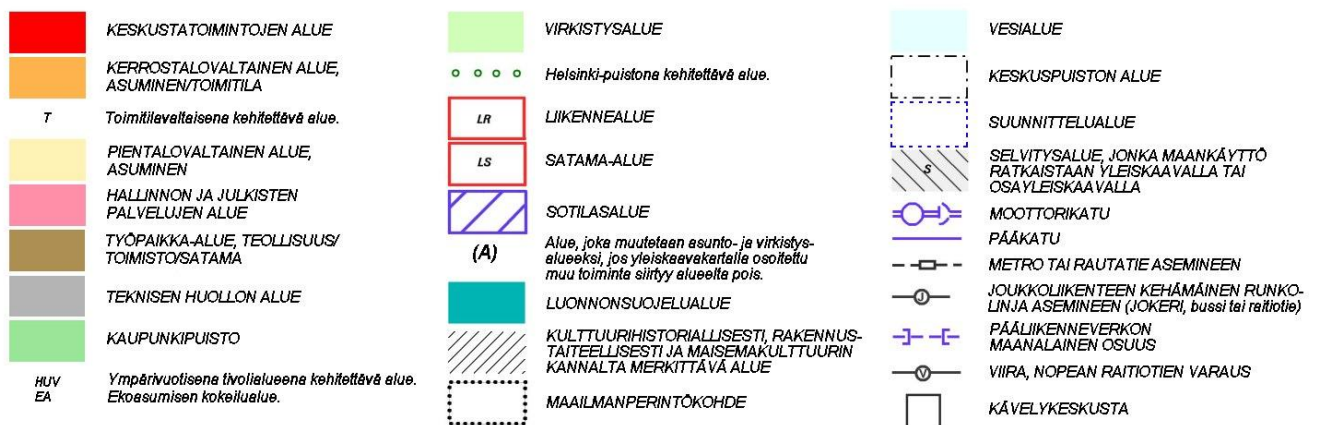 KESKUSTATOIMINTOJEN ALUE
KERROSTALOVALTAINEN ALUE,
ASUMINEN/TOIMITILA
T Toimitilavaltaisena kehitettävä alue.
PIENTALOVALTAINEN ALUE,
ASUMINEN
HALLINNON JA JULKISTEN
PALVELUJEN ALUE
TYÖPAIKKA-ALUE, TEOLLISUUS/
TOIMISTO/SATAMA
TEKNISEN HUOLLON ALUE
KAUPUNKIPUISTO
HUV Ympärivuotisena tivolialueena kehitettävä alue.
EA Ekoasumisen kokeilualue.
VIRKISTYSALUE
Helsinki-puistona kehitettävä alue.
LR LIIKENNEALUE
LS SATAMA-ALUE
SOTILASALUE
(A) Alue, joka muutetaan asunto- ja virkistys-
alueeksi, jos yleiskaavakartalla osoitettu
muu toiminta siirtyy alueelta pois.
LUONNONSUOJELUALUE
KULTTUURIHISTORIALLISESTI, RAKENNUS-
TAITEELLISESTI JA MAISEMAKULTTUURIN
KANNALTA MERKITTÄVÄ ALUE
MAAILMANPERINTÖKOHDE
VESIALUE
KESKUSPUISTON ALUE
SUUNNITTELUALUE
S SELVITYSALUE, JONKA MAANKÄYTTÖ
RATKAISTAAN YLEISKAAVALLA TAI
OSAYLEISKAAVALLA
MOOTTORIKATU
PÄÄKATU
METRO TAI RAUTATIE ASEMINEEN
J JOUKKOLIIKENTEEN KEHÄMÄINEN RUNKO-
LINJA ASEMINEEN (JOKERI, bussi tai raitiotie)
PÄÄLIIKENNEVERKON
MAANALAINEN OSUUS
V VIIRA, NOPEAN RAITIOTIEN VARAUS
KÄVELYKESKUSTA